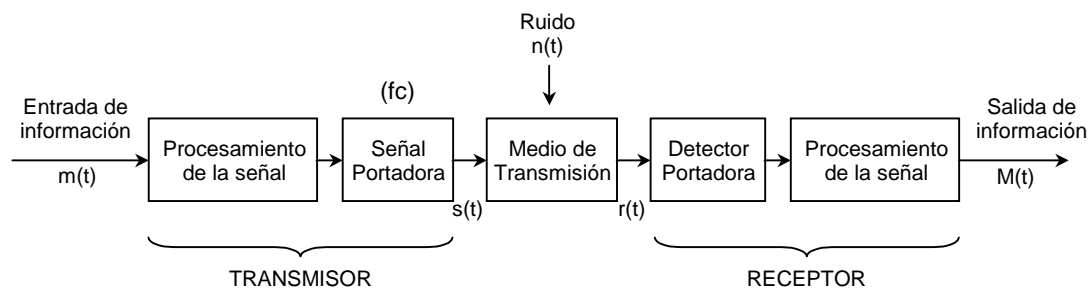 Ruido
n(t)
(fc)
Entrada de
información
m(t)
Procesamiento
de la señal
Señal
Portadora
s(t)
Medio de
Transmisión
r(t)
Detector
Portadora
Procesamiento
de la señal
Salida de
información
M(t)
TRANSMISOR
RECEPTOR